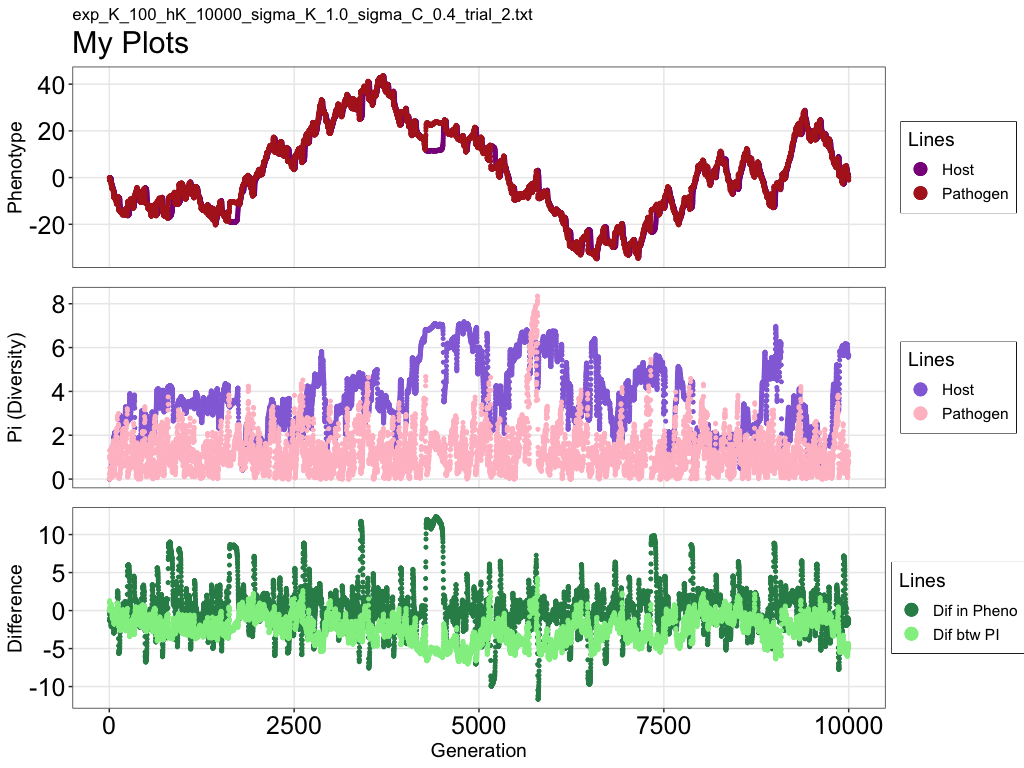 exp_K_100_hK_10000_sigma_K_1.0_sigma_C_0.4_trial_2.txt
My Plots
Phenotype
40
20
0
-20
Lines
Host
Pathogen
Pi (Diversity)
8
6
4
2
0
Lines
Host
Pathogen
Difference
10
5
0
-5
-10
Lines
Dif in Pheno
Dif btw PI
0 2500 5000 7500 10000
Generation